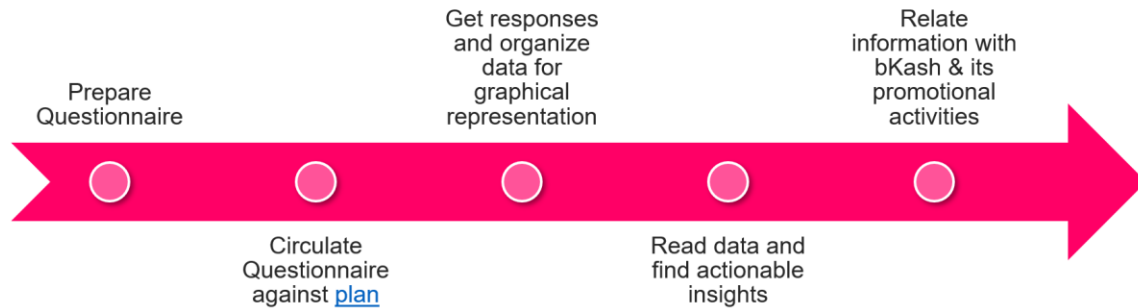 Prepare
Questionnaire
Circulate
Questionnaire
against plan
Get responses
and organize
data for
graphical
representation
Read data and
find actionable
insights
Relate
information with
bKash & its
promotional
activities